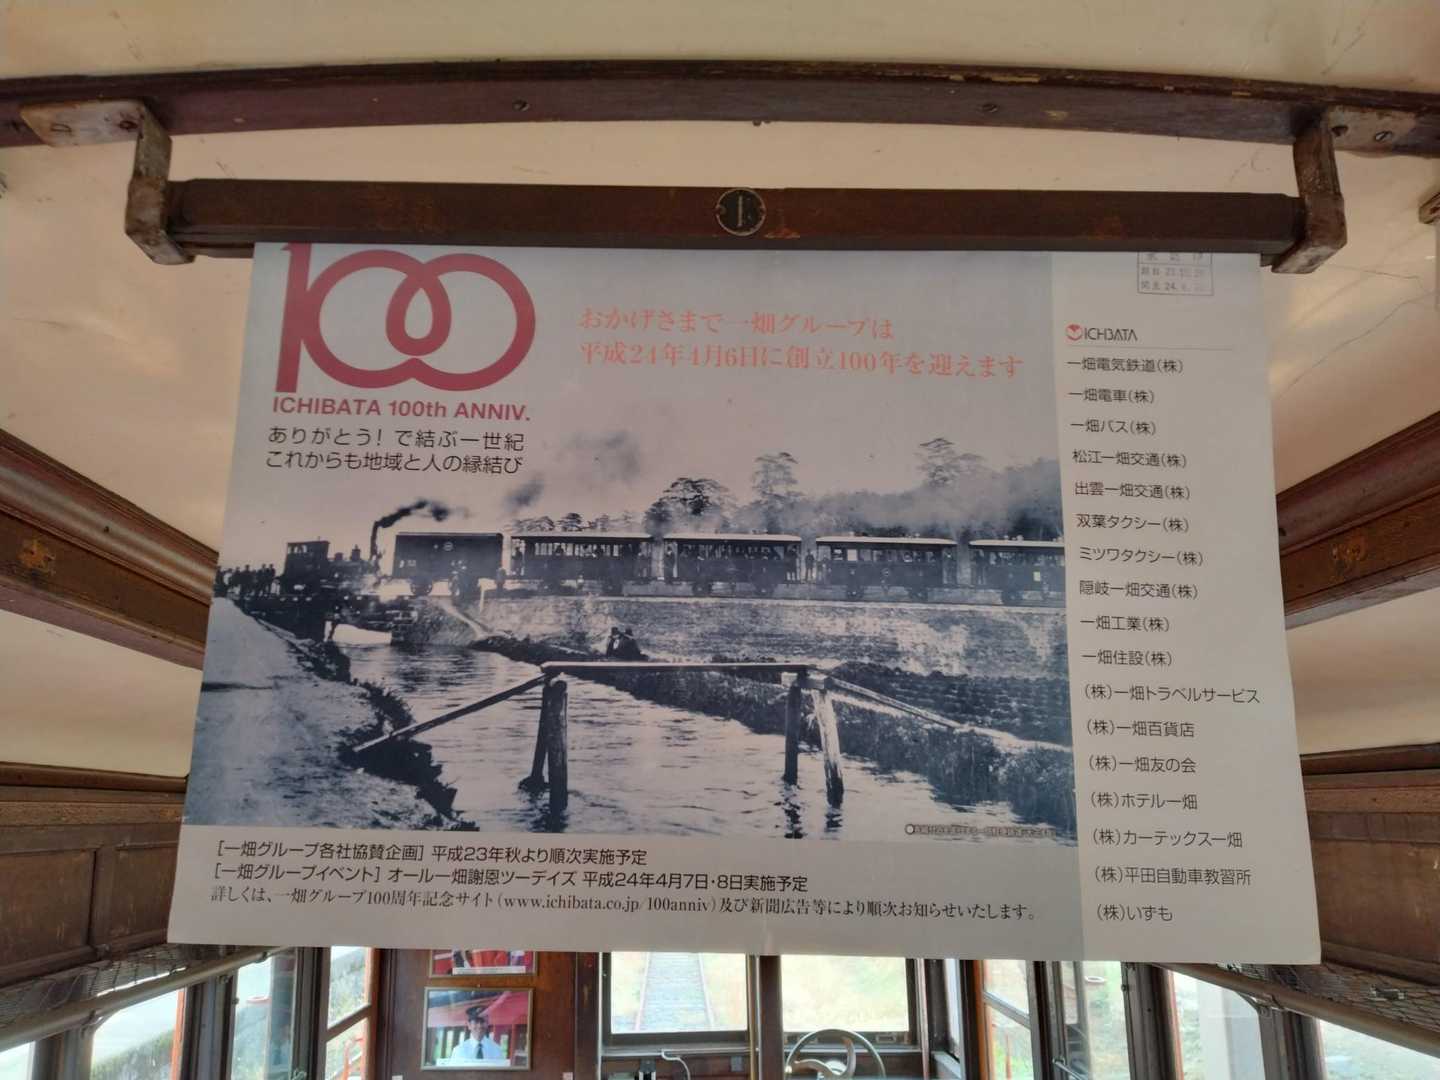 100
ICHIBATA 100th ANNIV.
ありがとう！で結ぶ一世紀
これからも地域と人の縁結び
おかげさまで一畑グループは
平成24年4月6日に創立100年を迎えます
ICHIBATA
一畑電気鉄道(株)
一畑電車(株)
一畑バス(株)
松江一畑交通(株)
出雲一畑交通(株)
双葉タクシー(株)
ミツワタクシー(株)
隠岐一畑交通(株)
一畑工業(株)
一畑住設(株)
(株)一畑トラベルサービス
(株)一畑百貨店
(株)一畑友の会
(株)ホテル一畑
(株)カーテックス一畑
(株)平田自動車教習所
(株)いずも
[一畑グループ各社協賛企画] 平成23年秋より順次実施予定
[一畑グループイベント] オール一畑謝恩ツーデイズ 平成24年4月7日・8日実施予定
詳しくは、一畑グループ100周年記念サイト(www.ichibata.co.jp/100anniv)及び新聞広告等により順次お知らせいたします。